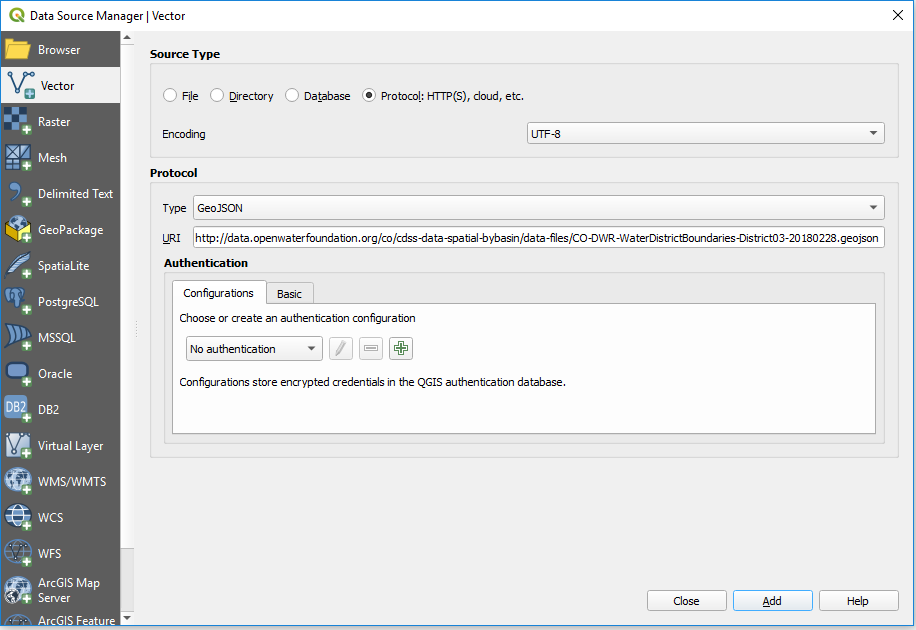 Data Source Manager | Vector
Browser
Vector
Raster
Mesh
Delimited Text
GeoPackage
SpatiaLite
PostgreSQL
MSSQL
Oracle
DB2
DB2
Virtual Layer
WMS/WMTS
WCS
WFS
ArcGIS Map
Server
ArcGIS Feature
Source Type
File Directory Database Protocol: HTTP(S), cloud, etc.
Encoding UTF-8
Protocol
Type GeoJSON
URI http://data.openwaterfoundation.org/co/cdss-data-spatial-bybasin/data-files/CO-DWR-WaterDistrictBoundaries-District03-20180228.geojson
Authentication
Configurations Basic
Choose or create an authentication configuration
No authentication
Configurations store encrypted credentials in the QGIS authentication database.
Close Add Help